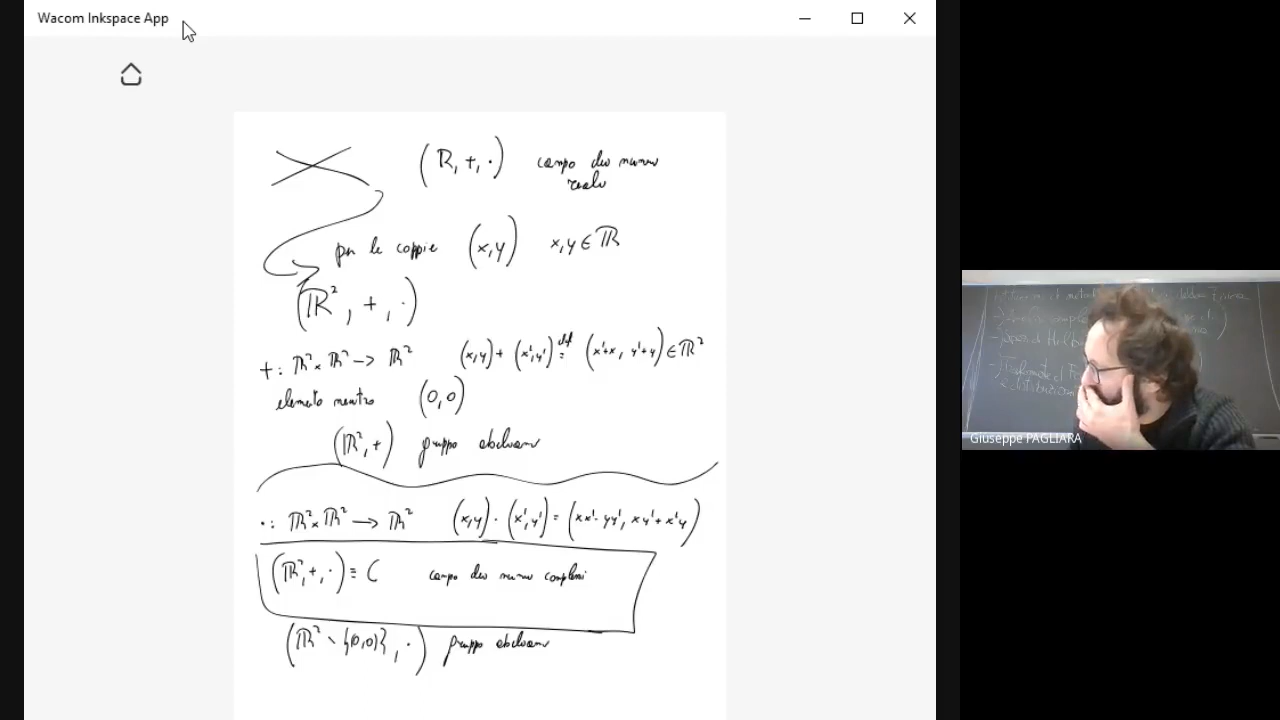 Wacom Inkspace App
(ℝ, +, ·) campo dei numeri
reali
per le coppie (x,y) x,y ∈ ℝ
(ℝ², +, ·)
+: ℝ² × ℝ² → ℝ² (x,y) + (x',y') def= (x'+x, y'+y) ∈ ℝ²
elemento neutro (0,0)
(ℝ², +) gruppo abeliano
·: ℝ² × ℝ² → ℝ² (x,y) · (x',y') = (xx' - yy', xy' + x'y)
(ℝ², +, ·) ≡ C campo dei numeri complessi
(ℝ² \ {(0,0)}, ·) gruppo abeliano
Giuseppe PAGLIARA